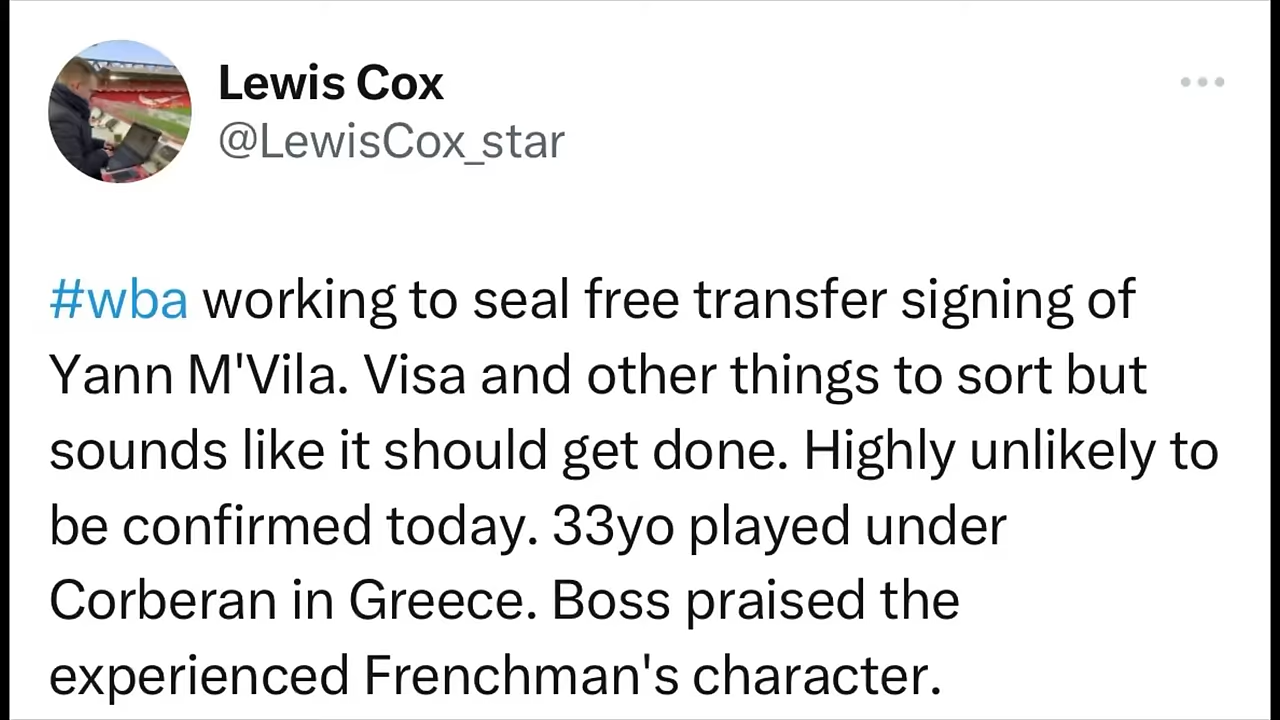 Lewis Cox
@LewisCox_star
#wba working to seal free transfer signing of
Yann M'Vila. Visa and other things to sort but
sounds like it should get done. Highly unlikely to
be confirmed today. 33yo played under
Corberan in Greece. Boss praised the
experienced Frenchman's character.